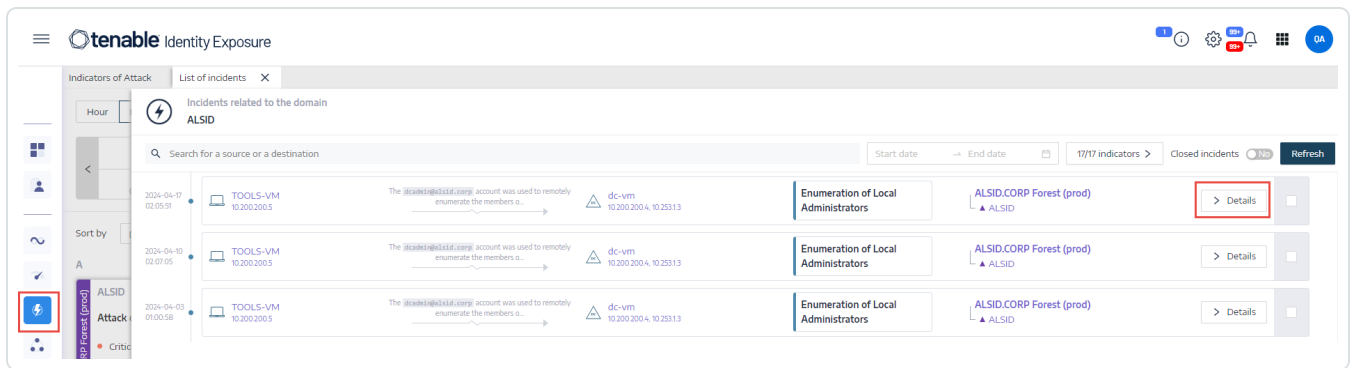 tenable Identity Exposure
1
99+
99+
QA
Indicators of Attack
List of incidents
Hour
Incidents related to the domain
ALSID
Search for a source or a destination
Start date
End date
17/17 indicators
Closed incidents
No
Refresh
2024-04-17
02:05:51
TOOLS-VM
10.200.200.5
The dcadmin@alsid.corp account was used to remotely
enumerate the members o...
dc-vm
10.200.200.4, 10.253.1.3
Enumeration of Local
Administrators
ALSID.CORP Forest (prod)
ALSID
Details
Sort by
2024-04-10
02:07:05
TOOLS-VM
10.200.200.5
The dcadmin@alsid.corp account was used to remotely
enumerate the members o...
dc-vm
10.200.200.4, 10.253.1.3
Enumeration of Local
Administrators
ALSID.CORP Forest (prod)
ALSID
Details
A
RP Forest (prod)
ALSID
Attack
Critic
2024-04-03
01:00:58
TOOLS-VM
10.200.200.5
The dcadmin@alsid.corp account was used to remotely
enumerate the members o...
dc-vm
10.200.200.4, 10.253.1.3
Enumeration of Local
Administrators
ALSID.CORP Forest (prod)
ALSID
Details